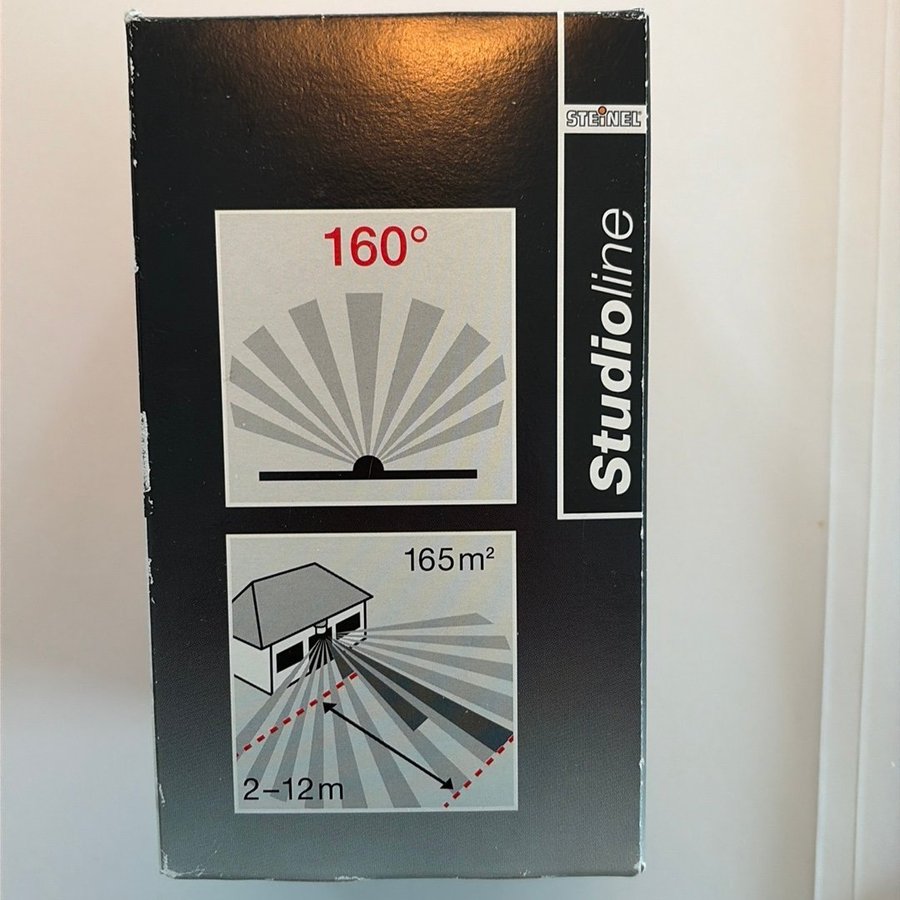 STEINEL®
Studioline
160°
165m²
2–12m